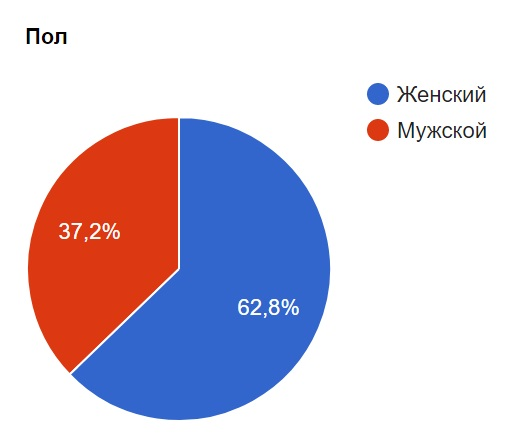 Пол
Женский
Мужской
37,2%
62,8%